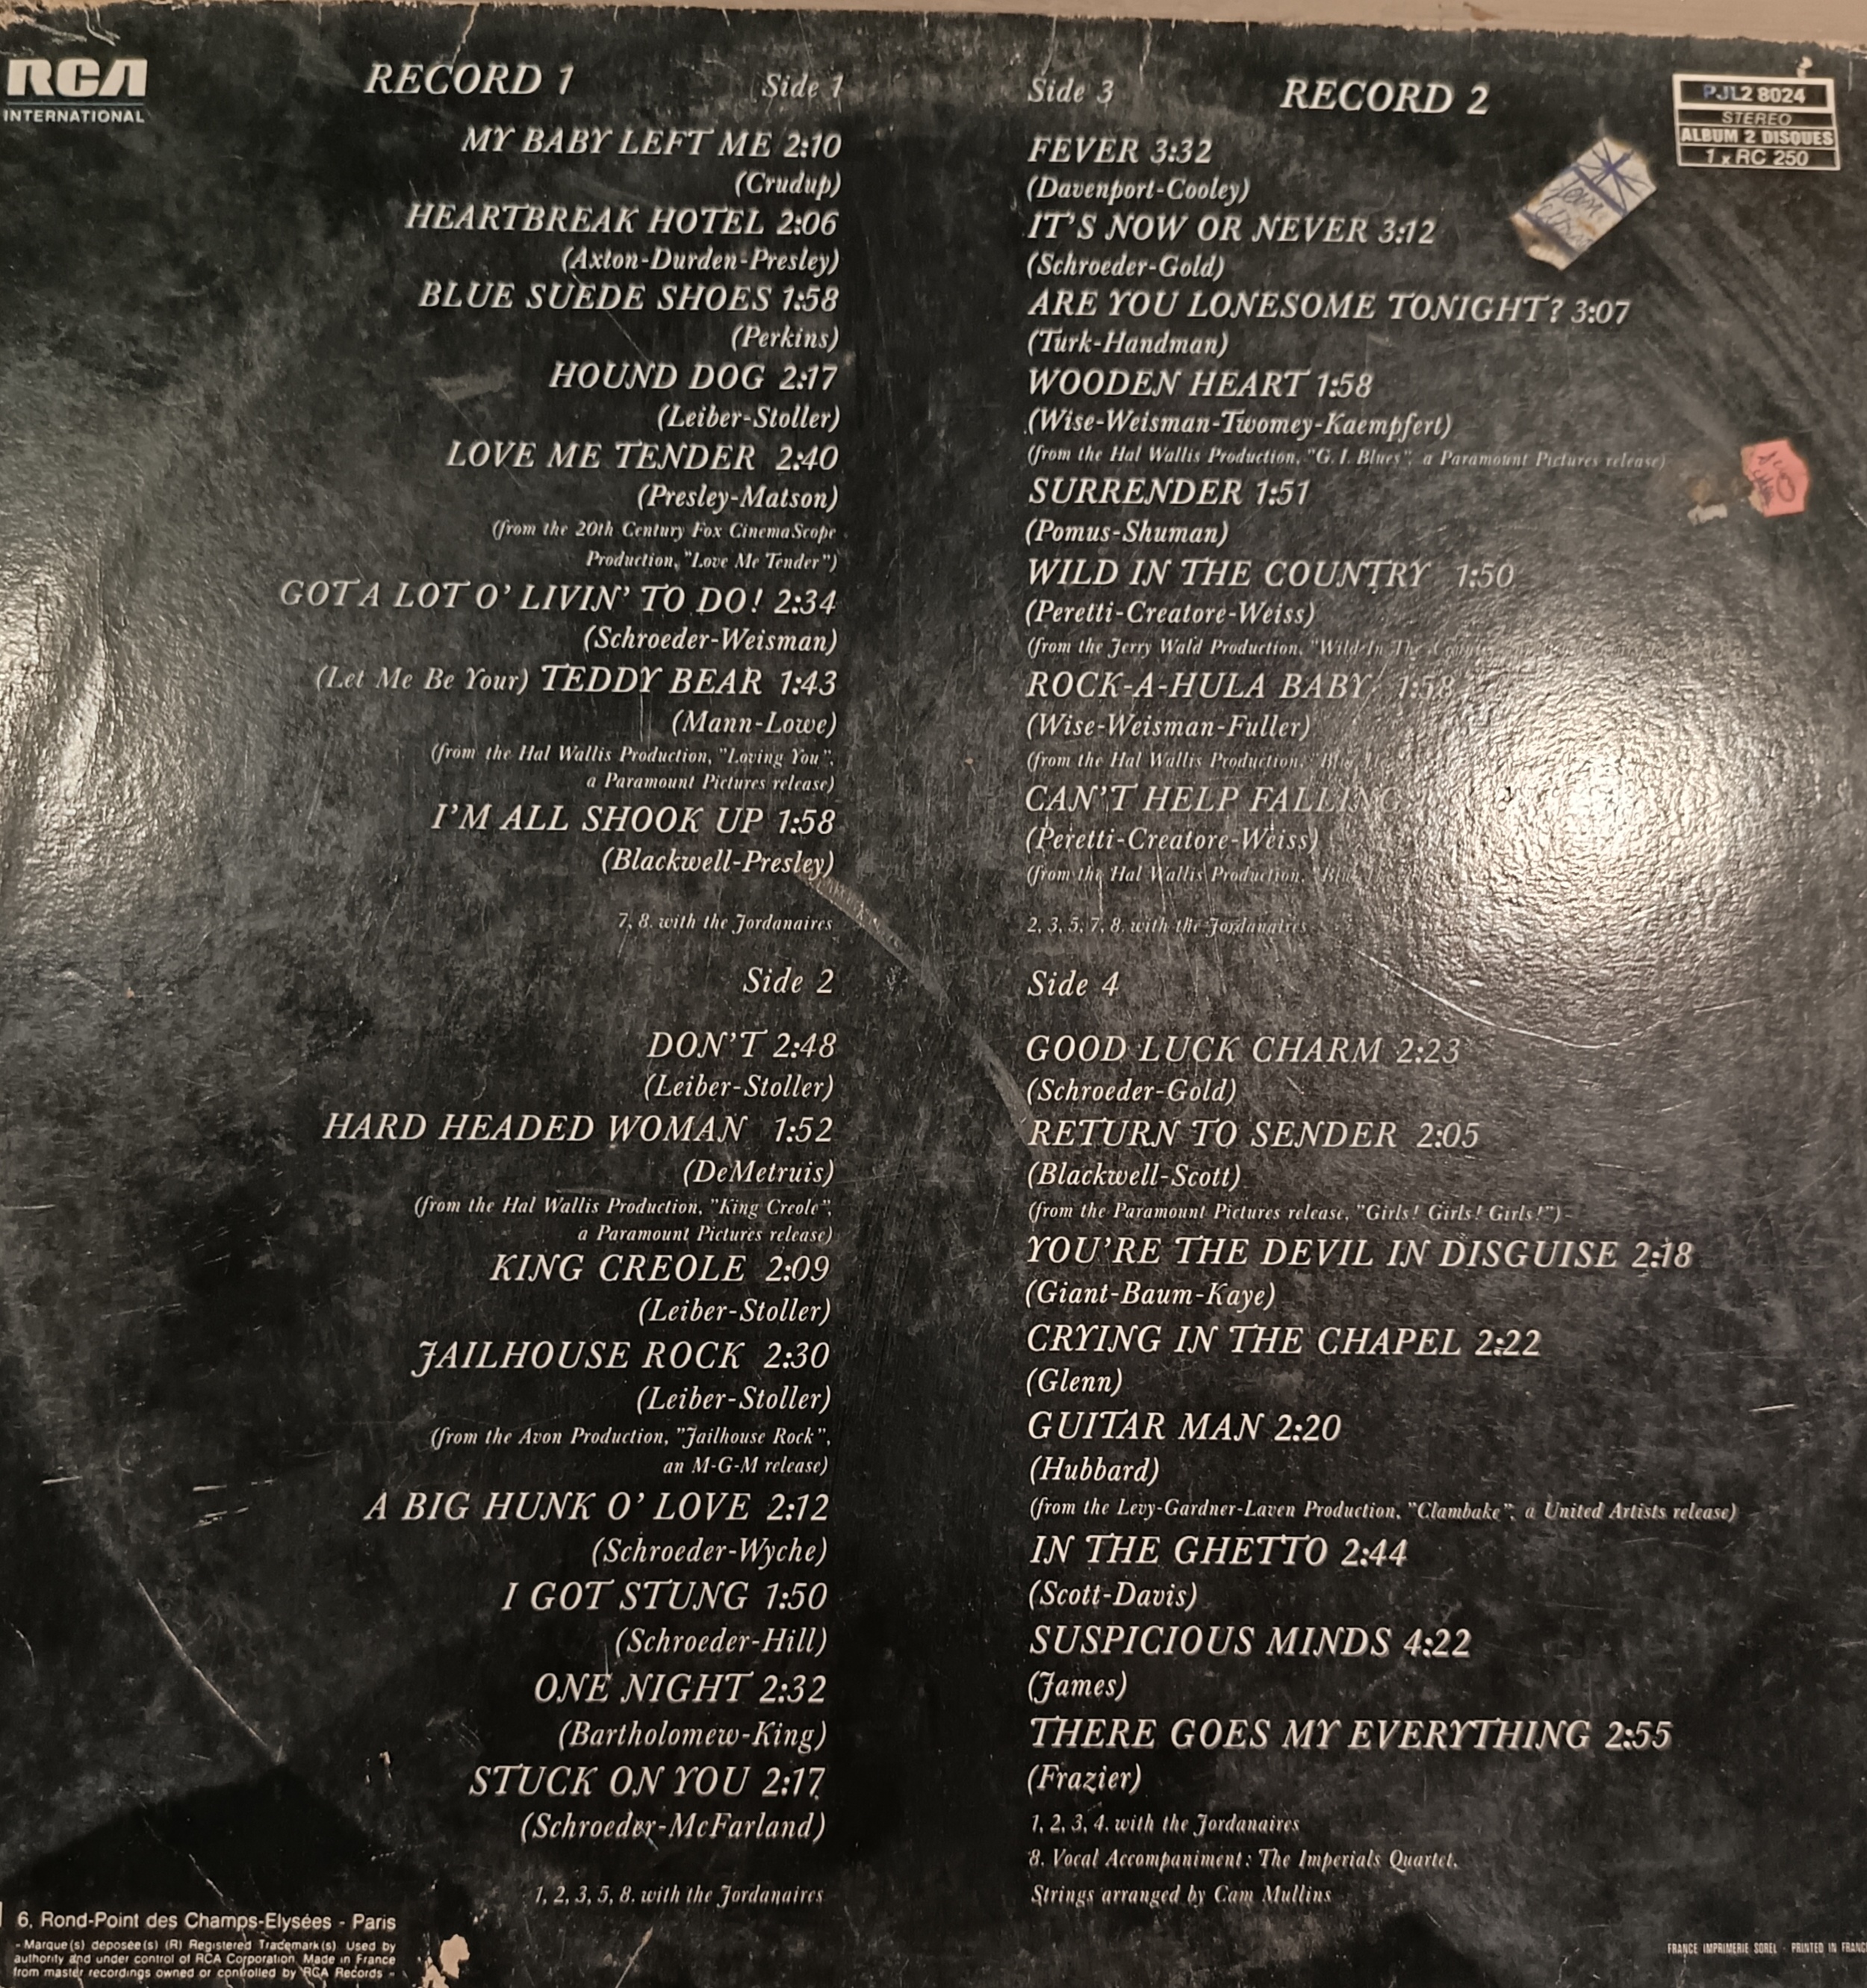 RCA
INTERNATIONAL
RECORD 1
Side 1
MY BABY LEFT ME 2:10
(Crudup)
HEARTBREAK HOTEL 2:06
(Axton-Durden-Presley)
BLUE SUEDE SHOES 1:58
(Perkins)
HOUND DOG 2:17
(Leiber-Stoller)
LOVE ME TENDER 2:40
(Presley-Matson)
(from the 20th Century Fox CinemaScope
Production, "Love Me Tender")
GOT A LOT O' LIVIN' TO DO! 2:34
(Schroeder-Weisman)
(Let Me Be Your) TEDDY BEAR 1:43
(Mann-Lowe)
(from the Hal Wallis Production, "Loving You",
a Paramount Pictures release)
I'M ALL SHOOK UP 1:58
(Blackwell-Presley)
7, 8. with the Jordanaires
Side 2
DON'T 2:48
(Leiber-Stoller)
HARD HEADED WOMAN 1:52
(DeMetruis)
(from the Hal Wallis Production, "King Creole",
a Paramount Pictures release)
KING CREOLE 2:09
(Leiber-Stoller)
JAILHOUSE ROCK 2:30
(Leiber-Stoller)
(from the Avon Production, "Jailhouse Rock",
an M-G-M release)
A BIG HUNK O' LOVE 2:12
(Schroeder-Wyche)
I GOT STUNG 1:50
(Schroeder-Hill)
ONE NIGHT 2:32
(Bartholomew-King)
STUCK ON YOU 2:17
(Schroeder-McFarland)
1, 2, 3, 5, 8. with the Jordanaires
6, Rond-Point des Champs-Elysées - Paris
- Marque(s) déposée(s) (R) Registered Trademark(s). Used by
authority and under control of RCA Corporation. Made in France
from master recordings owned or controlled by RCA Records -
Side 3
RECORD 2
PJL2 8024
STEREO
ALBUM 2 DISQUES
1 x RC 250
FEVER 3:32
(Davenport-Cooley)
IT'S NOW OR NEVER 3:12
(Schroeder-Gold)
ARE YOU LONESOME TONIGHT? 3:07
(Turk-Handman)
WOODEN HEART 1:58
(Wise-Weisman-Twomey-Kaempfert)
(from the Hal Wallis Production, "G. I. Blues", a Paramount Pictures release)
SURRENDER 1:51
(Pomus-Shuman)
WILD IN THE COUNTRY 1:50
(Peretti-Creatore-Weiss)
(from the Jerry Wald Production, "Wild In The
ROCK-A-HULA BABY 1:58
(Wise-Weisman-Fuller)
(from the Hal Wallis Production,
CAN'T HELP FALLING
(Peretti-Creatore-Weiss)
(from the Hal Wallis Production,
2, 3, 5, 7, 8. with the Jordanaires
Side 4
GOOD LUCK CHARM 2:23
(Schroeder-Gold)
RETURN TO SENDER 2:05
(Blackwell-Scott)
(from the Paramount Pictures release, "Girls! Girls! Girls!")
YOU'RE THE DEVIL IN DISGUISE 2:18
(Giant-Baum-Kaye)
CRYING IN THE CHAPEL 2:22
(Glenn)
GUITAR MAN 2:20
(Hubbard)
(from the Levy-Gardner-Laven Production, "Clambake", a United Artists release)
IN THE GHETTO 2:44
(Scott-Davis)
SUSPICIOUS MINDS 4:22
(James)
THERE GOES MY EVERYTHING 2:55
(Frazier)
1, 2, 3, 4. with the Jordanaires
8. Vocal Accompaniment: The Imperials Quartet,
Strings arranged by Cam Mullins
FRANCE IMPRIMERIE SOREL - PRINTED IN FRANCE